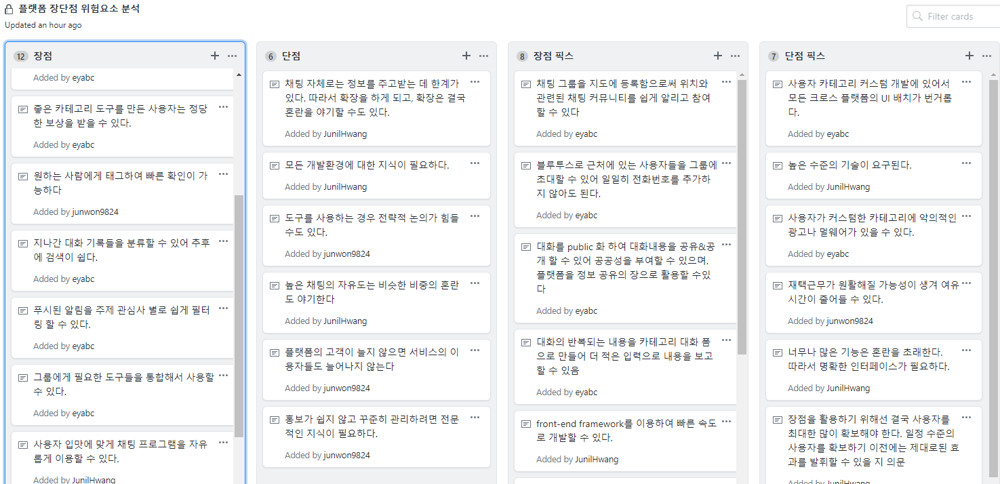 플랫폼 장단점 위험요소 분석
Updated an hour ago
Filter cards
12 장점
Added by eyabc
좋은 카테고리 도구를 만든 사용자는 정당
한 보상을 받을 수 있다.
Added by eyabc
원하는 사람에게 태그하여 빠른 확인이 가
능하다
Added by junwon9824
지나간 대화 기록들을 분류할 수 있어 추후
에 검색이 쉽다.
Added by eyabc
푸시된 알림을 주제 관심사 별로 쉽게 필터
링 할 수 있다.
Added by eyabc
그룹에게 필요한 도구들을 통합해서 사용할
수 있다.
Added by eyabc
사용자 입맛에 맞게 채팅 프로그램을 자유
롭게 이용할 수 있다.
Added by JunilHwang
6 단점
채팅 자체로는 정보를 주고받는 데 한계가
있다. 따라서 확장을 하게 되고, 확장은 결국
혼란을 야기할 수도 있다.
Added by JunilHwang
모든 개발환경에 대한 지식이 필요하다.
Added by JunilHwang
도구를 사용하는 경우 전략적 논의가 힘들
수도 있다.
Added by junwon9824
높은 채팅의 자유도는 비슷한 비중의 혼란
도 야기한다
Added by JunilHwang
플랫폼의 고객이 늘지 않으면 서비스의 이
용자들도 늘어나지 않는다
Added by junwon9824
홍보가 쉽지 않고 꾸준히 관리하려면 전문
적인 지식이 필요하다.
Added by junwon9824
8 장점 픽스
채팅 그룹을 지도에 등록함으로써 위치와
관련된 채팅 커뮤니티를 쉽게 알리고 참여
할 수 있다
Added by eyabc
블루투스로 근처에 있는 사용자들을 그룹에
초대할 수 있어 일일히 전화번호를 추가하
지 않아도 된다.
Added by eyabc
대화를 public 화 하여 대화내용을 공유&공
개 할 수 있어 공공성을 부여할 수 있으며.
플랫폼을 정보 공유의 장으로 활용할 수있
다
Added by eyabc
대화의 반복되는 내용을 카테고리 대화 폼
으로 만들어 더 적은 입력으로 내용을 보고
할 수 있음
Added by eyabc
front-end framework를 이용하여 빠른 속도
로 개발할 수 있다.
Added by JunilHwang
7 단점 픽스
사용자 카테고리 커스텀 개발에 있어서
모든 크로스 플랫폼의 UI 배치가 번거롭
다.
Added by eyabc
높은 수준의 기술이 요구된다.
Added by JunilHwang
사용자가 커스텀한 카테고리에 악의적인
광고나 멀웨어가 있을 수 있다.
Added by eyabc
재택근무가 원활해질 가능성이 생겨 여유
시간이 줄어들 수 있다.
Added by junwon9824
너무나 많은 기능은 혼란을 초래한다.
따라서 명확한 인터페이스가 필요하다.
Added by JunilHwang
장점을 활용하기 위해선 결국 사용자를
최대한 많이 확보해야 한다. 일정 수준의
사용자를 확보하기 이전에는 제대로된 효
과를 발휘할 수 있을 지 의문
Added by JunilHwang